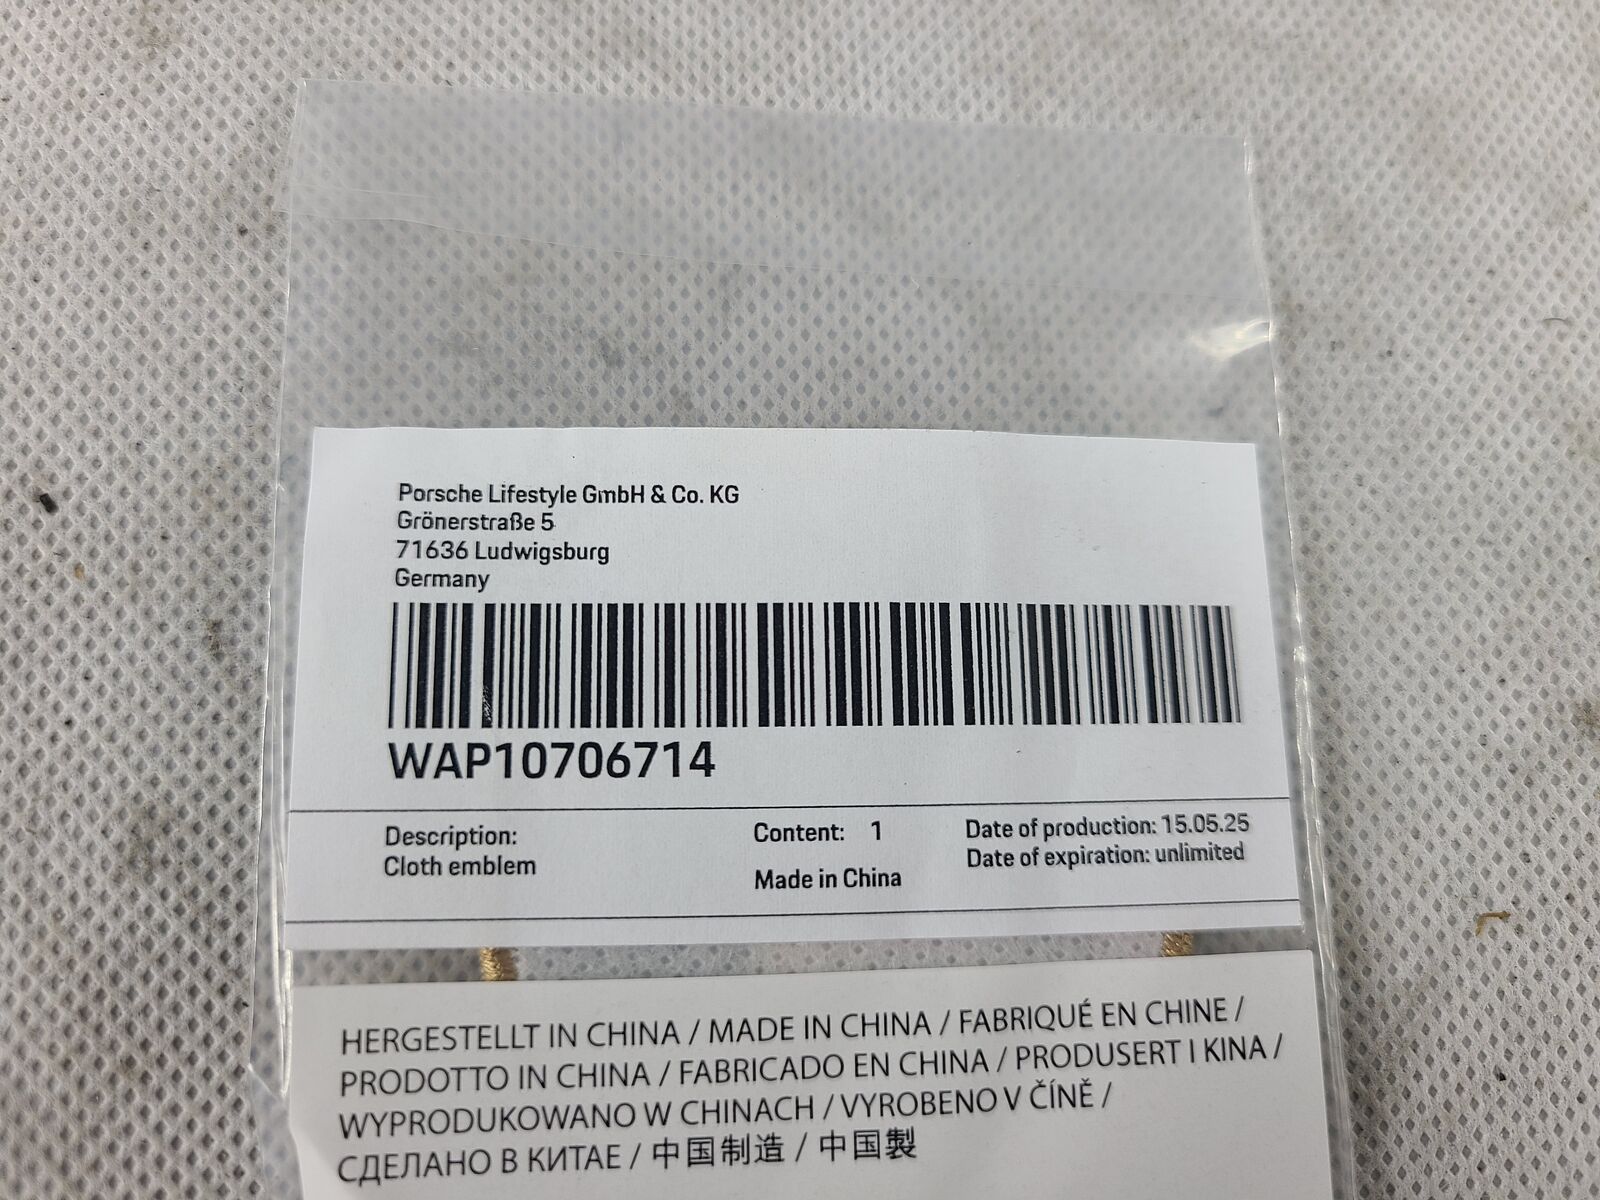 Porsche Lifestyle GmbH & Co. KG
Grönerstraße 5
71636 Ludwigsburg
Germany
WAP10706714
Description:
Cloth emblem
Content: 1
Made in China
Date of production: 15.05.25
Date of expiration: unlimited
HERGESTELLT IN CHINA / MADE IN CHINA / FABRIQUÉ EN CHINE /
PRODOTTO IN CHINA / FABRICADO EN CHINA / PRODUSERT I KINA /
WYPRODUKOWANO W CHINACH / VYROBENO V ČÍNĚ /
СДЕЛАНО В КИТАЕ / 中国制造 / 中国製